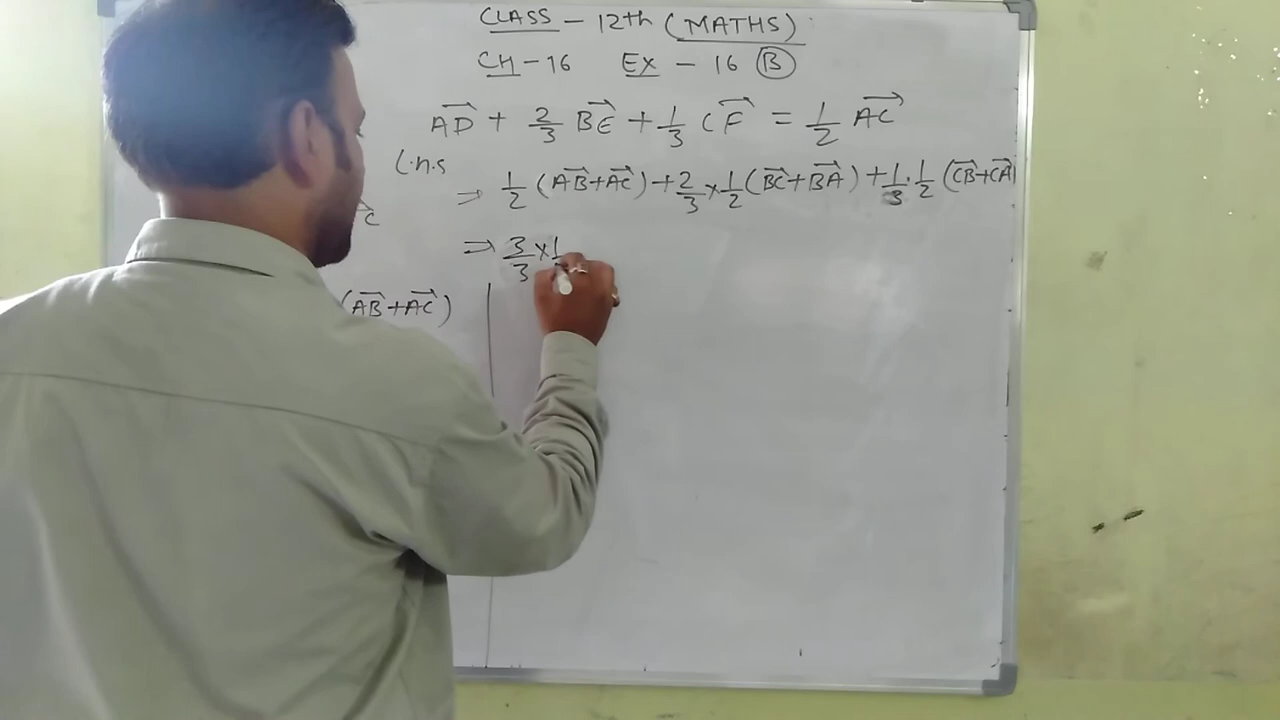 CLASS - 12th (MATHS)
CH - 16 EX - 16 (B)
AD + 2/3 BE + 1/3 CF = 1/2 AC
L.H.S
⇒ 1/2 (AB + AC) + 2/3 × 1/2 (BC + BA) + 1/3 . 1/2 (CB + CA)
C
⇒ 3/3 × 1
(AB + AC)